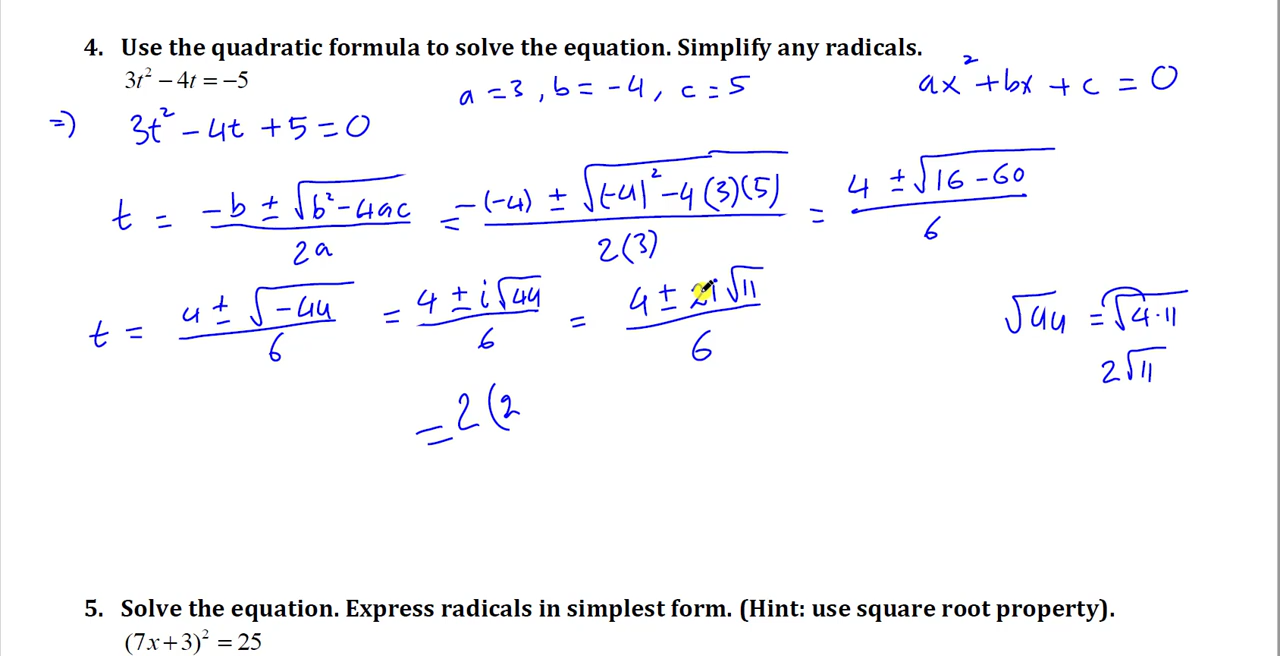 4. Use the quadratic formula to solve the equation. Simplify any radicals.
3t² − 4t = −5
a = 3, b = −4, c = 5
ax² + bx + c = 0
=) 3t² − 4t + 5 = 0
t = (−b ± √(b² − 4ac))/(2a) = (−(−4) ± √((−4)² − 4(3)(5)))/(2(3)) = (4 ± √(16 − 60))/6
t = (4 ± √(−44))/6 = (4 ± i√44)/6 = (4 ± 2i√11)/6
√44 = √(4·11)
2√11
= 2(2
5. Solve the equation. Express radicals in simplest form. (Hint: use square root property).
(7x+3)² = 25